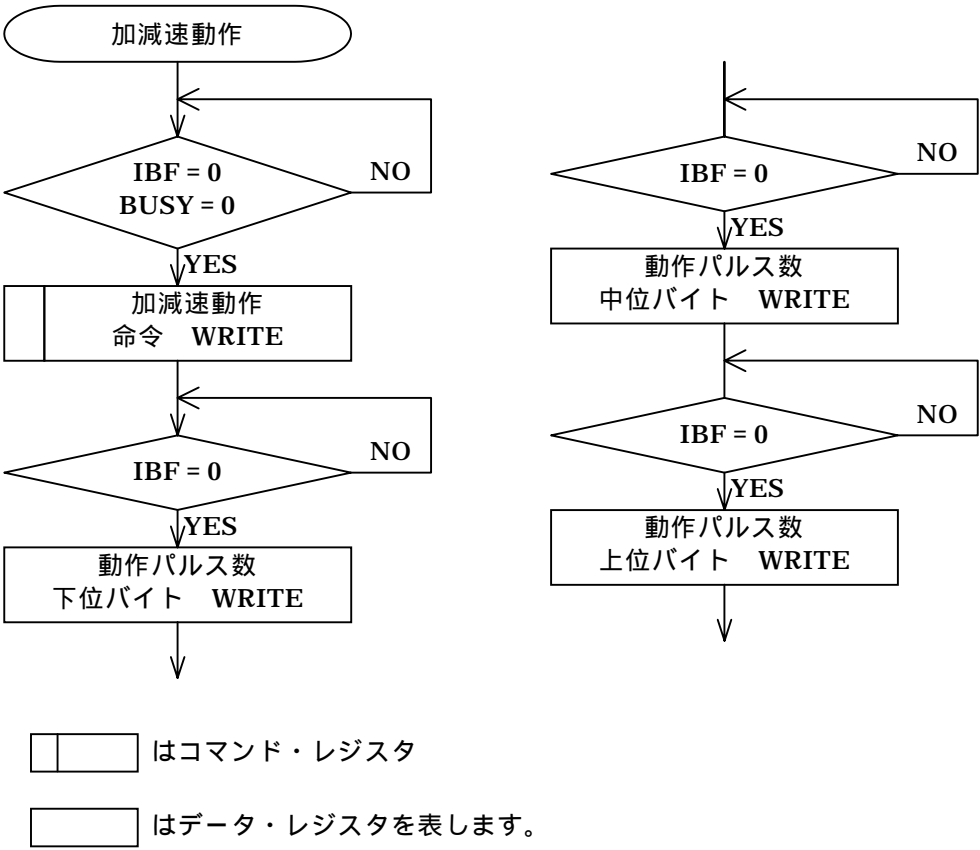 加減速動作
IBF = 0
BUSY = 0
NO
YES
加減速動作
命令 WRITE
IBF = 0
NO
YES
動作パルス数
下位バイト WRITE
IBF = 0
NO
YES
動作パルス数
中位バイト WRITE
IBF = 0
NO
YES
動作パルス数
上位バイト WRITE
はコマンド・レジスタ
はデータ・レジスタを表します。